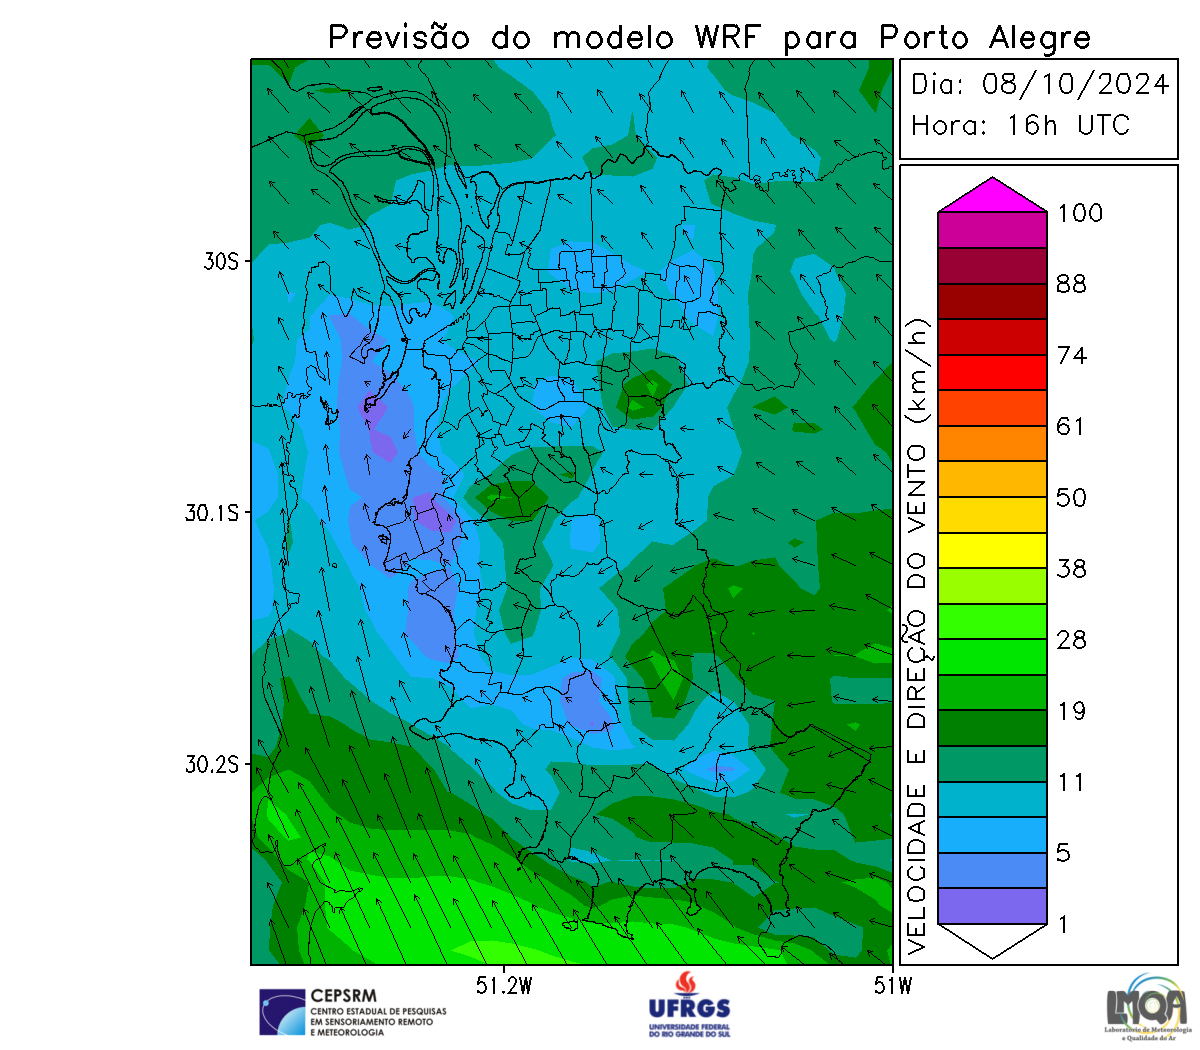 Previsão do modelo WRF para Porto Alegre
Dia: 08/10/2024
Hora: 16h UTC
30S
30.1S
30.2S
51.2W
51W
VELOCIDADE E DIREÇÃO DO VENTO (km/h)
100
88
74
61
50
38
28
19
11
5
1
CEPSRM
CENTRO ESTADUAL DE PESQUISAS
EM SENSORIAMENTO REMOTO
E METEOROLOGIA
UFRGS
UNIVERSIDADE FEDERAL
DO RIO GRANDE DO SUL
LMQA
Laboratório de Meteorologia
e Qualidade do Ar